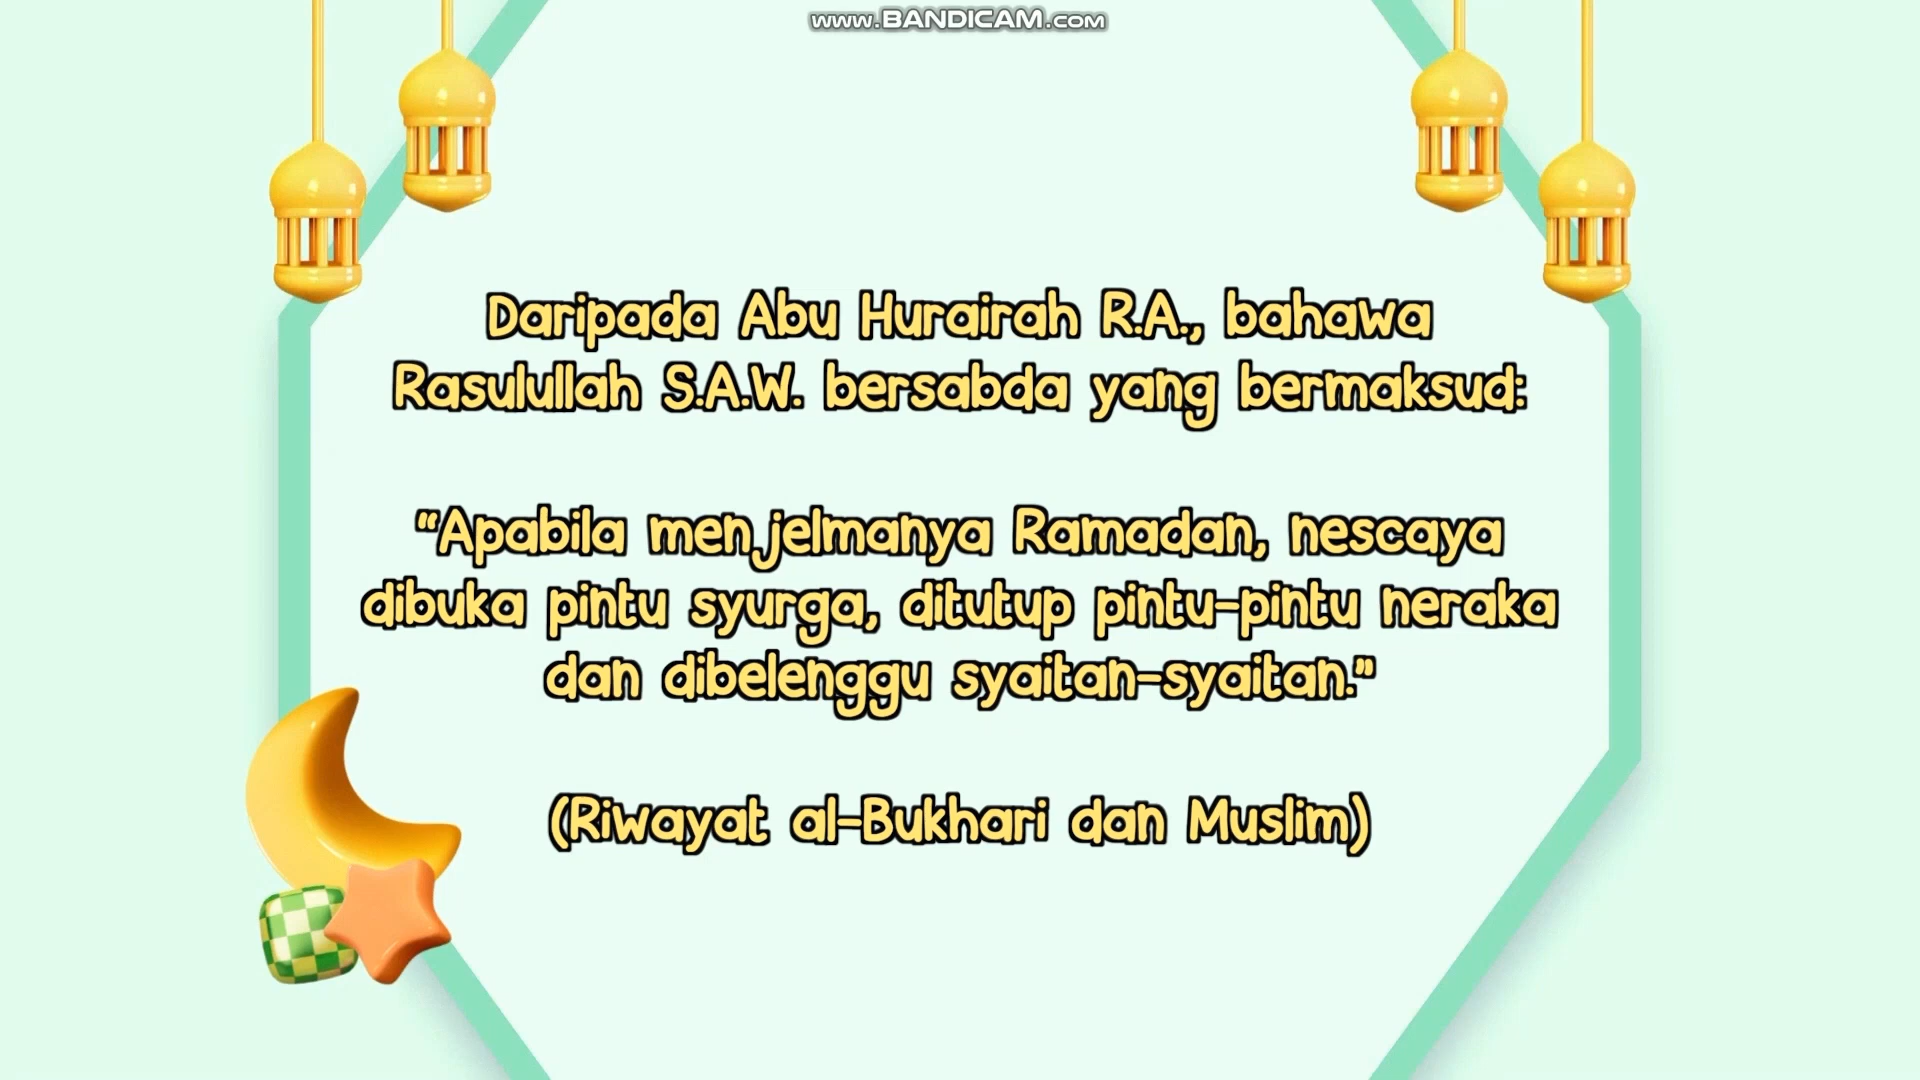 www.BANDICAM.com
Daripada Abu Hurairah R.A., bahawa
Rasulullah S.A.W. bersabda yang bermaksud:
“Apabila menjelmanya Ramadan, nescaya
dibuka pintu syurga, ditutup pintu-pintu neraka
dan dibelenggu syaitan-syaitan.”
(Riwayat al-Bukhari dan Muslim)